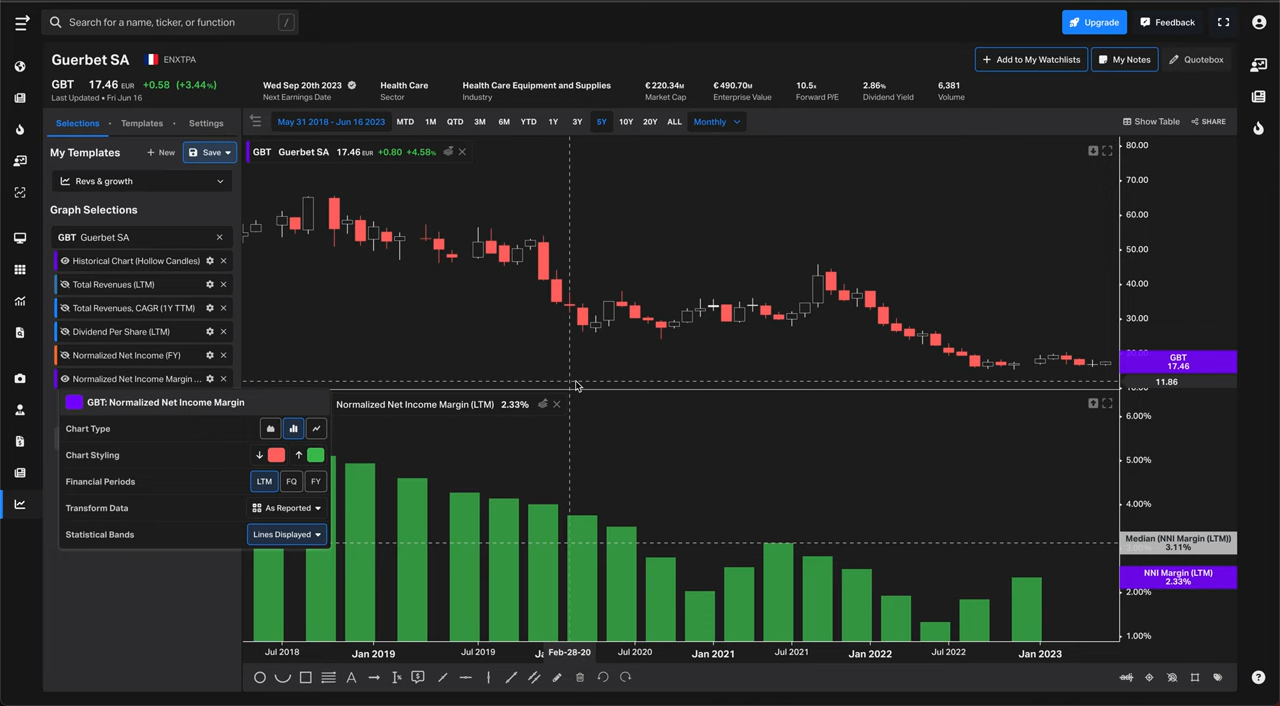 Search for a name, ticker, or function
/
Upgrade
Feedback
Guerbet SA
ENXTPA
Add to My Watchlists
My Notes
Quotebox
GBT 17.46 EUR +0.58 (+3.44%)
Last Updated • Fri Jun 16
Wed Sep 20th 2023
Next Earnings Date
Health Care
Sector
Health Care Equipment and Supplies
Industry
€ 220.34M
Market Cap
€ 490.70M
Enterprise Value
10.5x
Forward P/E
2.86%
Dividend Yield
6,381
Volume
Selections • Templates • Settings
May 31 2018 - Jun 16 2023 MTD 1M QTD 3M 6M YTD 1Y 3Y 5Y 10Y 20Y ALL Monthly
Show Table
SHARE
My Templates
+ New
Save
Revs & growth
Graph Selections
GBT Guerbet SA
Historical Chart (Hollow Candles)
Total Revenues (LTM)
Total Revenues, CAGR (1Y TTM)
Dividend Per Share (LTM)
Normalized Net Income (FY)
Normalized Net Income Margin ...
GBT: Normalized Net Income Margin
Chart Type
Chart Styling
Financial Periods
LTM FQ FY
Transform Data
As Reported
Statistical Bands
Lines Displayed
GBT Guerbet SA 17.46 EUR +0.80 +4.58%
80.00
70.00
60.00
50.00
40.00
30.00
20.00
GBT
17.46
11.86
10.00
Normalized Net Income Margin (LTM) 2.33%
6.00%
5.00%
4.00%
Median (NNI Margin (LTM))
3.11%
3.00%
NNI Margin (LTM)
2.33%
2.00%
1.00%
Jul 2018
Jan 2019
Jul 2019
Ja
Feb-28-20
Jul 2020
Jan 2021
Jul 2021
Jan 2022
Jul 2022
Jan 2023